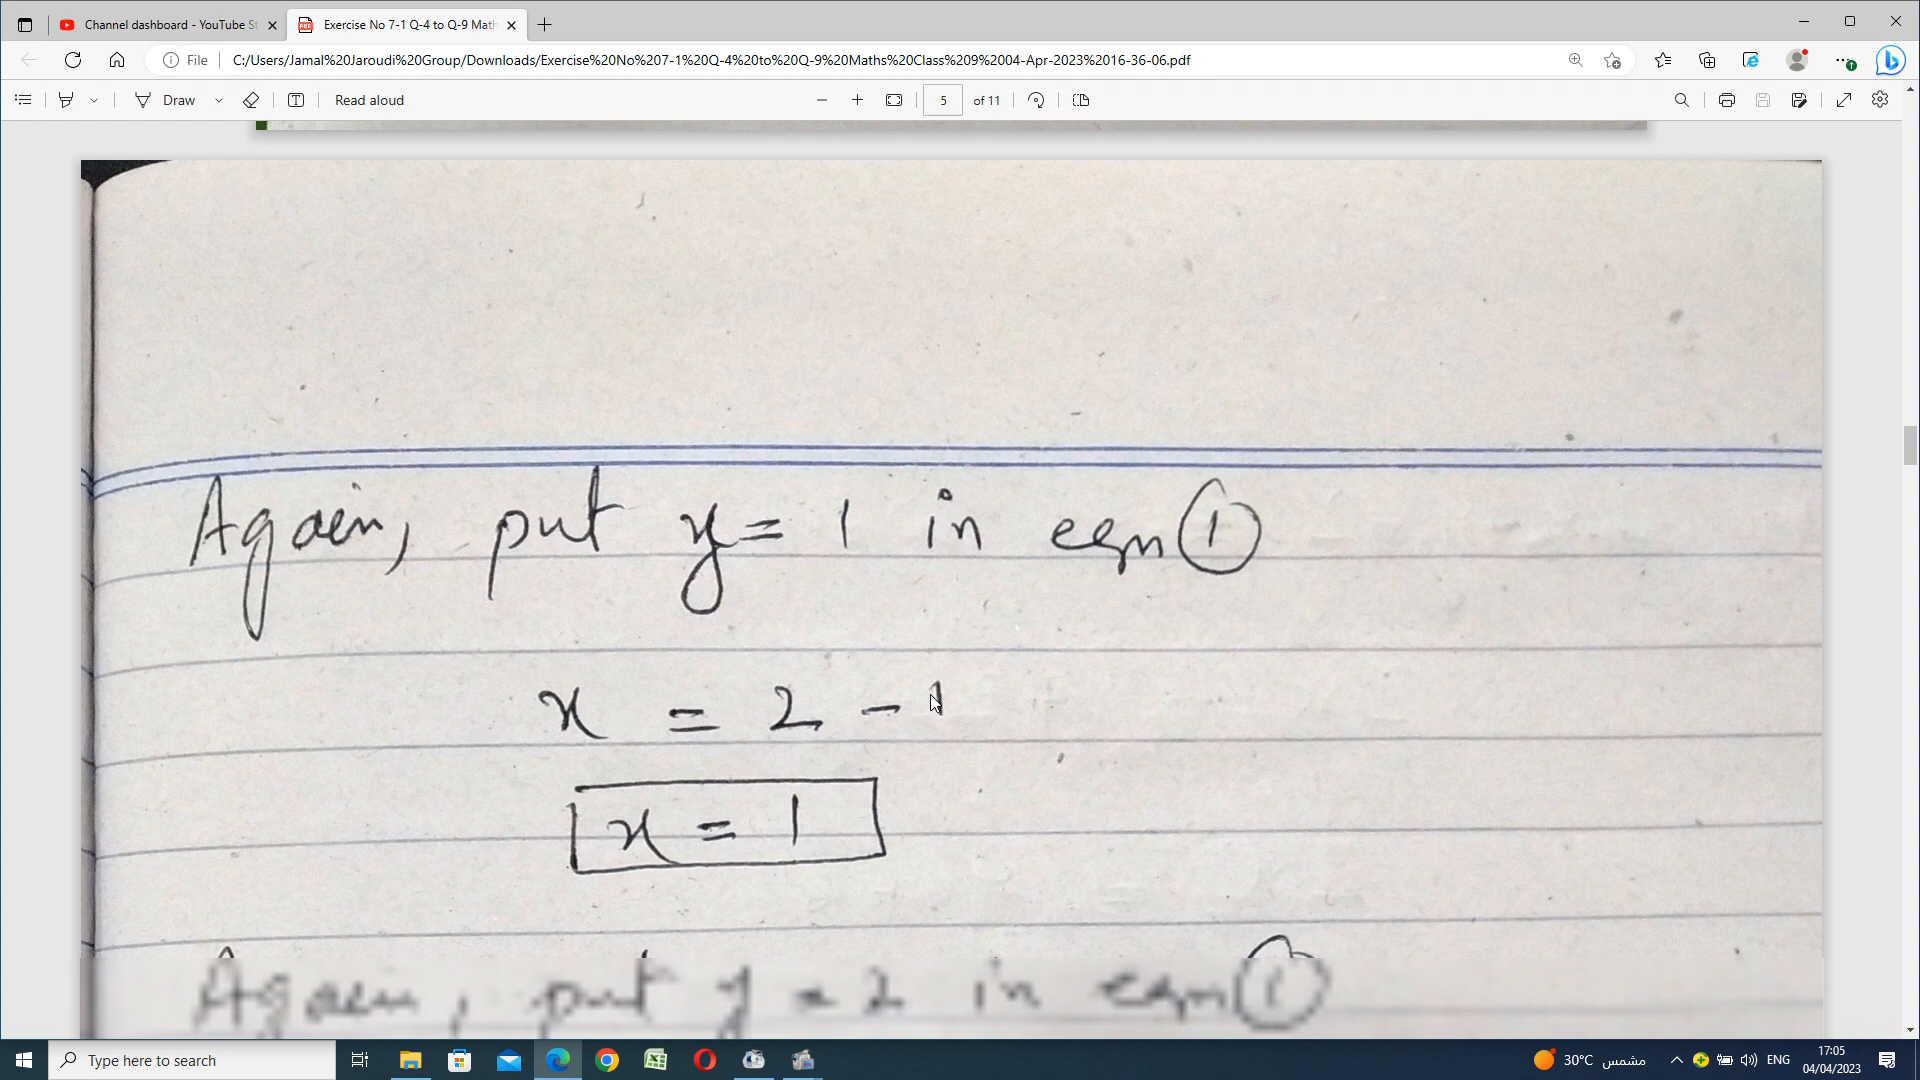 Channel dashboard - YouTube St
Exercise No 7-1 Q-4 to Q-9 Math
File
C:/Users/Jamal%20Jaroudi%20Group/Downloads/Exercise%20No%207-1%20Q-4%20to%20Q-9%20Maths%20Class%209%2004-Apr-2023%2016-36-06.pdf
Draw
Read aloud
5 of 11
Again, put y = 1 in eqn ①
x = 2 - 1
x = 1
Again, put y = 2 in eqn ①
Type here to search
30°C مشمس
ENG
17:05
04/04/2023